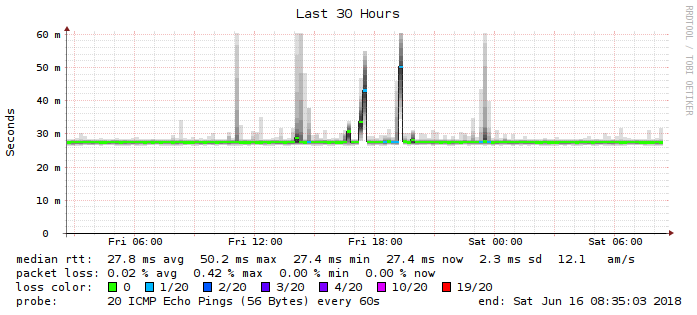 Last 30 Hours
RRDTOOL / TOBI OETIKER
Seconds
60 m
50 m
40 m
30 m
20 m
10 m
0
Fri 06:00 Fri 12:00 Fri 18:00 Sat 00:00 Sat 06:00
median rtt: 27.8 ms avg 50.2 ms max 27.4 ms min 27.4 ms now 2.3 ms sd 12.1 am/s
packet loss: 0.02 % avg 0.42 % max 0.00 % min 0.00 % now
loss color: 0 1/20 2/20 3/20 4/20 10/20 19/20
probe: 20 ICMP Echo Pings (56 Bytes) every 60s end: Sat Jun 16 08:35:03 2018